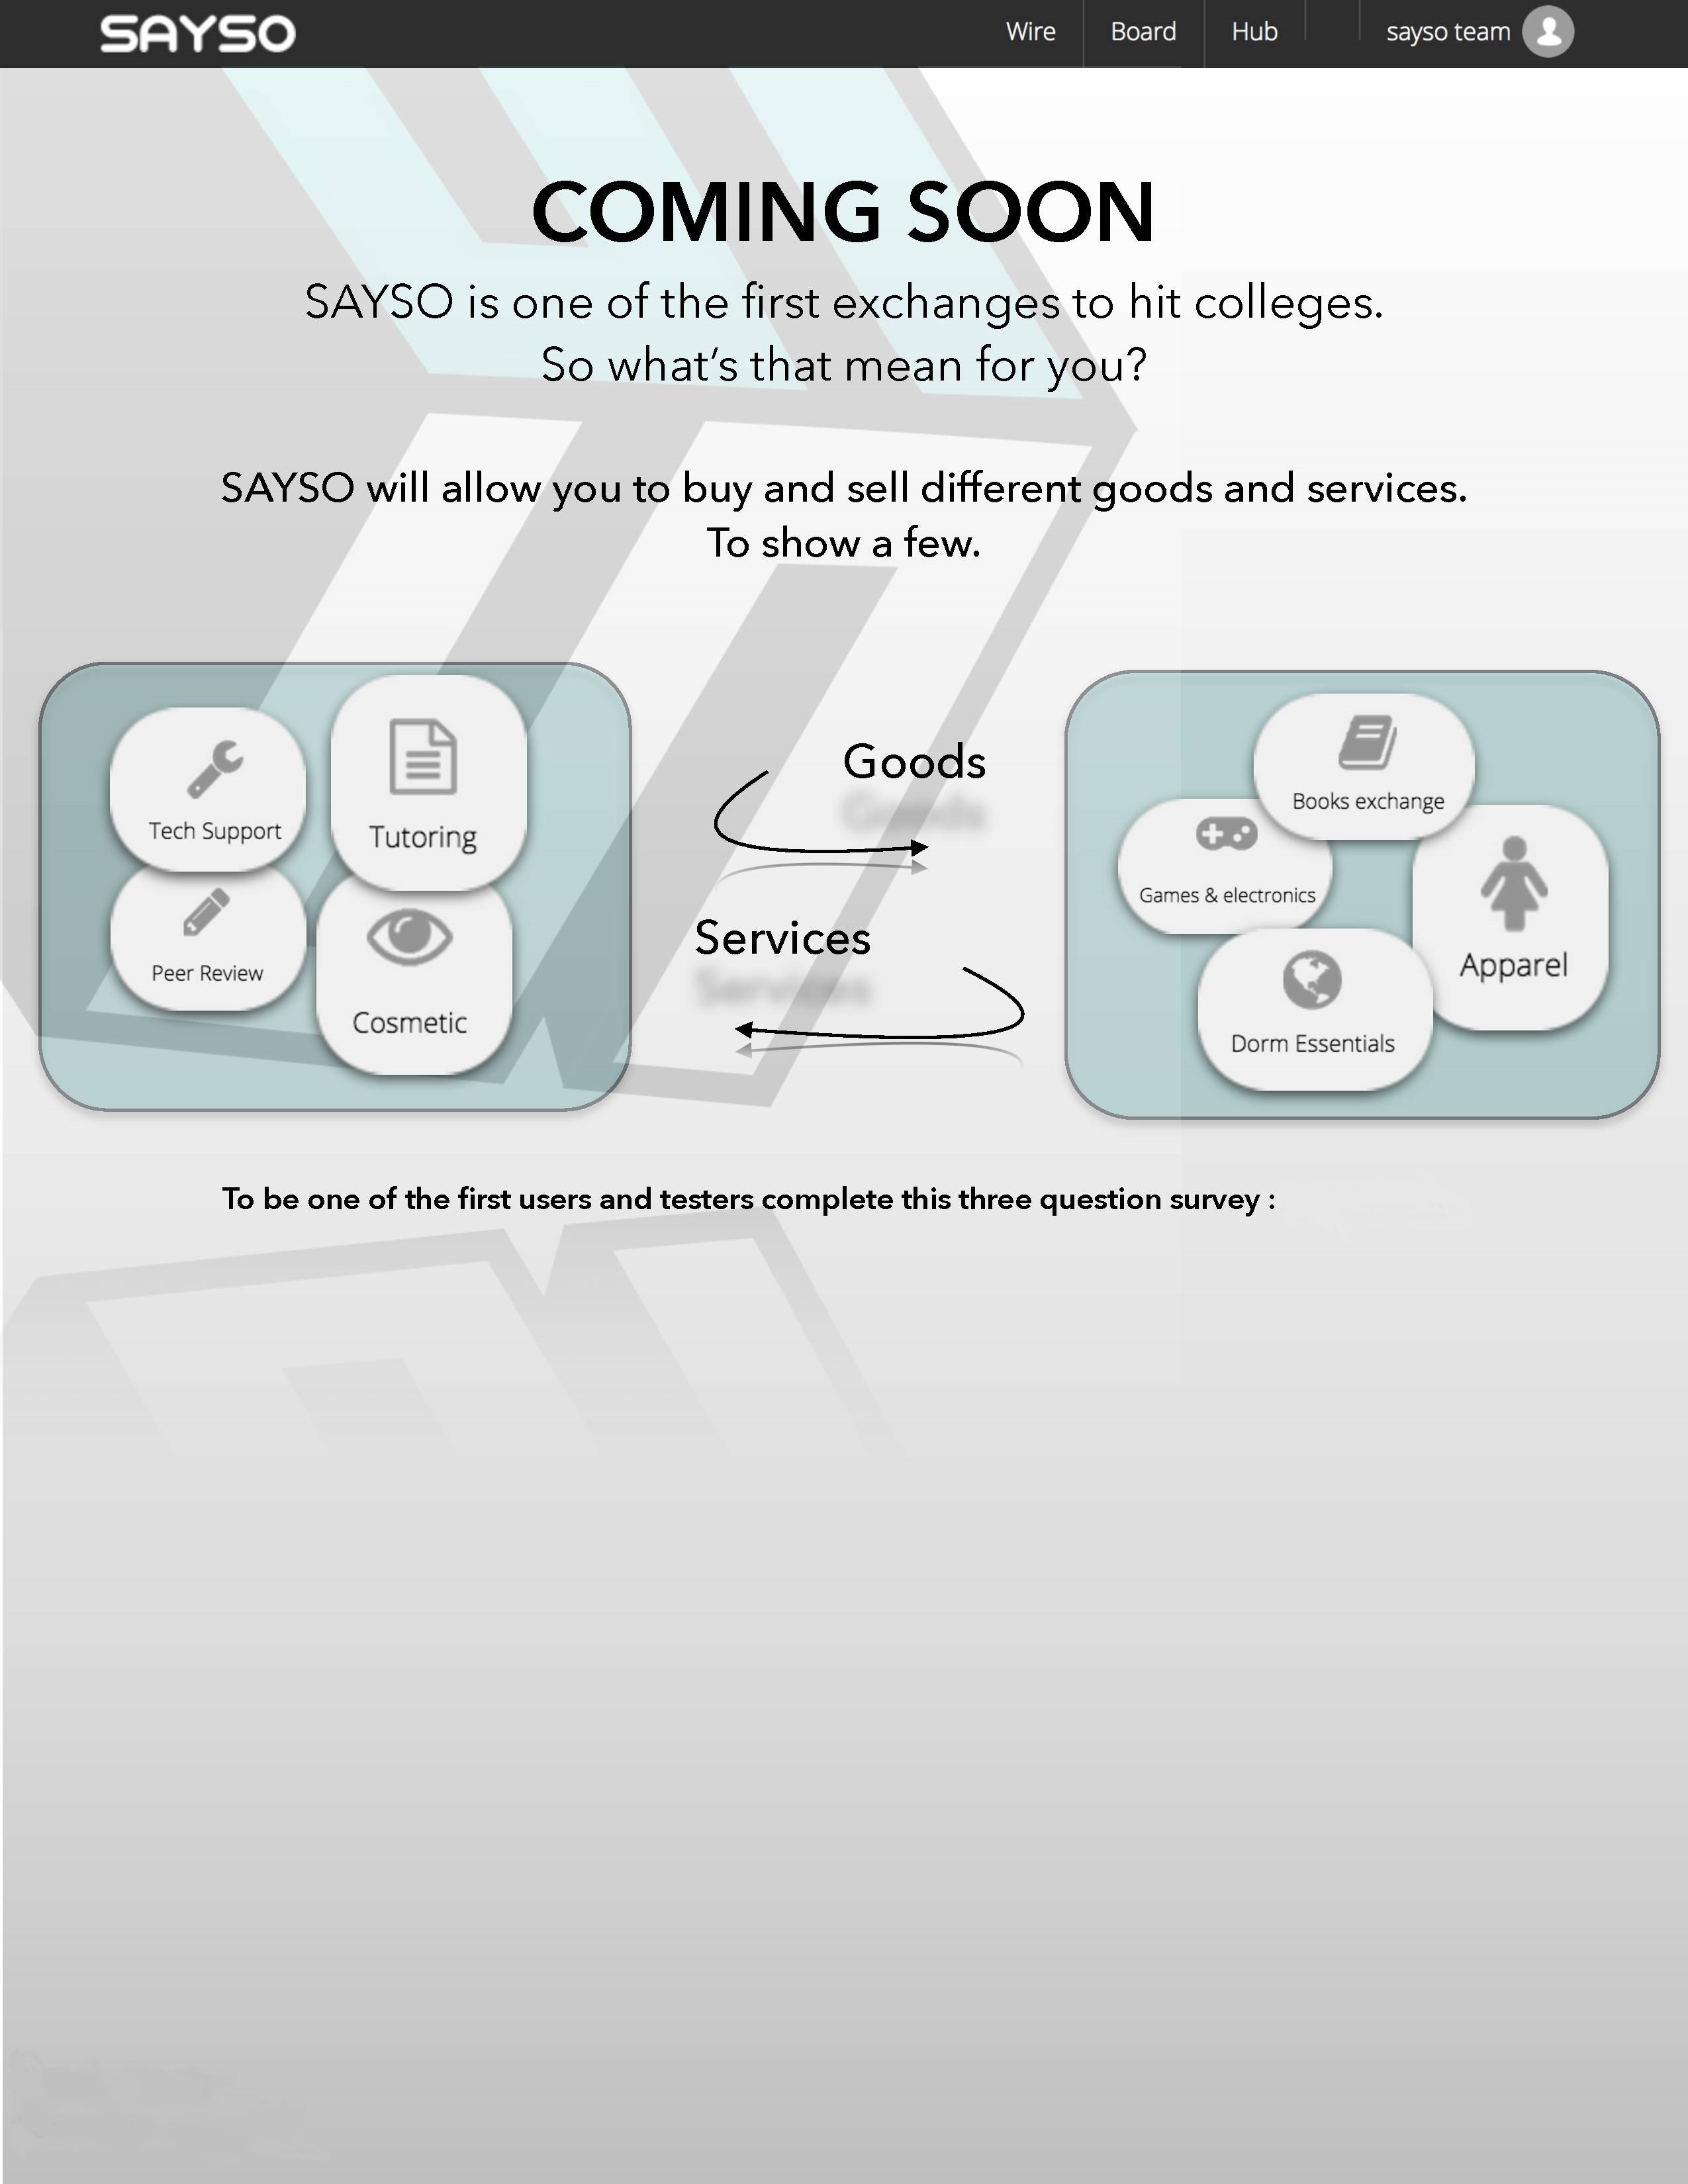 SAYSO
Wire
Board
Hub
sayso team
COMING SOON
SAYSO is one of the first exchanges to hit colleges.
So what's that mean for you?
SAYSO will allow you to buy and sell different goods and services.
To show a few.
Tech Support
Tutoring
Peer Review
Cosmetic
Goods
Services
Books exchange
Games & electronics
Apparel
Dorm Essentials
To be one of the first users and testers complete this three question survey :